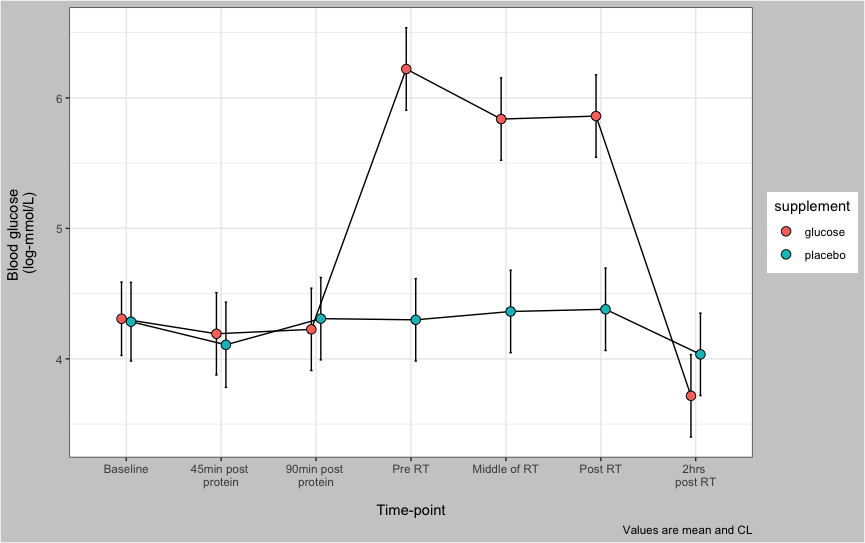 6
5
4
Blood glucose
(log-mmol/L)
Baseline
45min post
protein
90min post
protein
Pre RT
Middle of RT
Post RT
2hrs
post RT
Time-point
Values are mean and CL
supplement
glucose
placebo